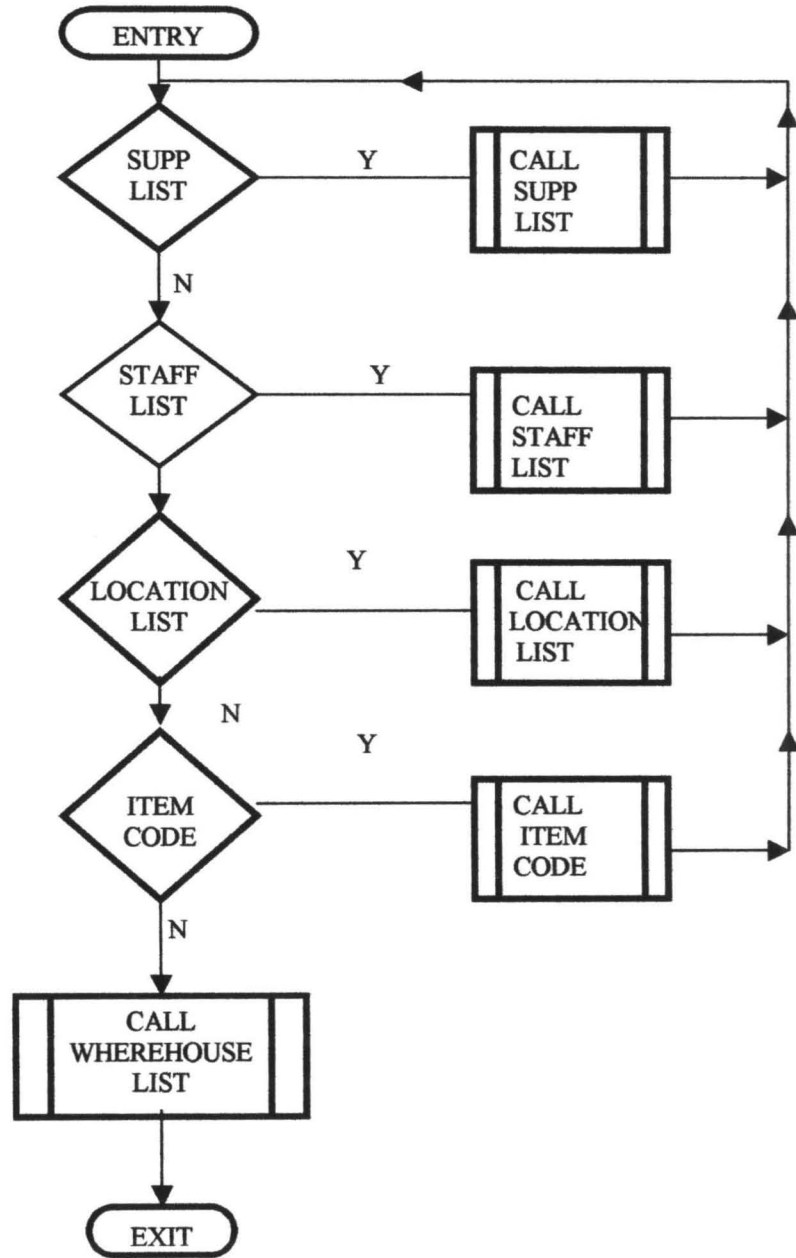 ENTRY
SUPP
LIST
Y
CALL
SUPP
LIST
N
STAFF
LIST
Y
CALL
STAFF
LIST
LOCATION
LIST
Y
CALL
LOCATION
LIST
N
ITEM
CODE
Y
CALL
ITEM
CODE
N
CALL
WHEREHOUSE
LIST
EXIT